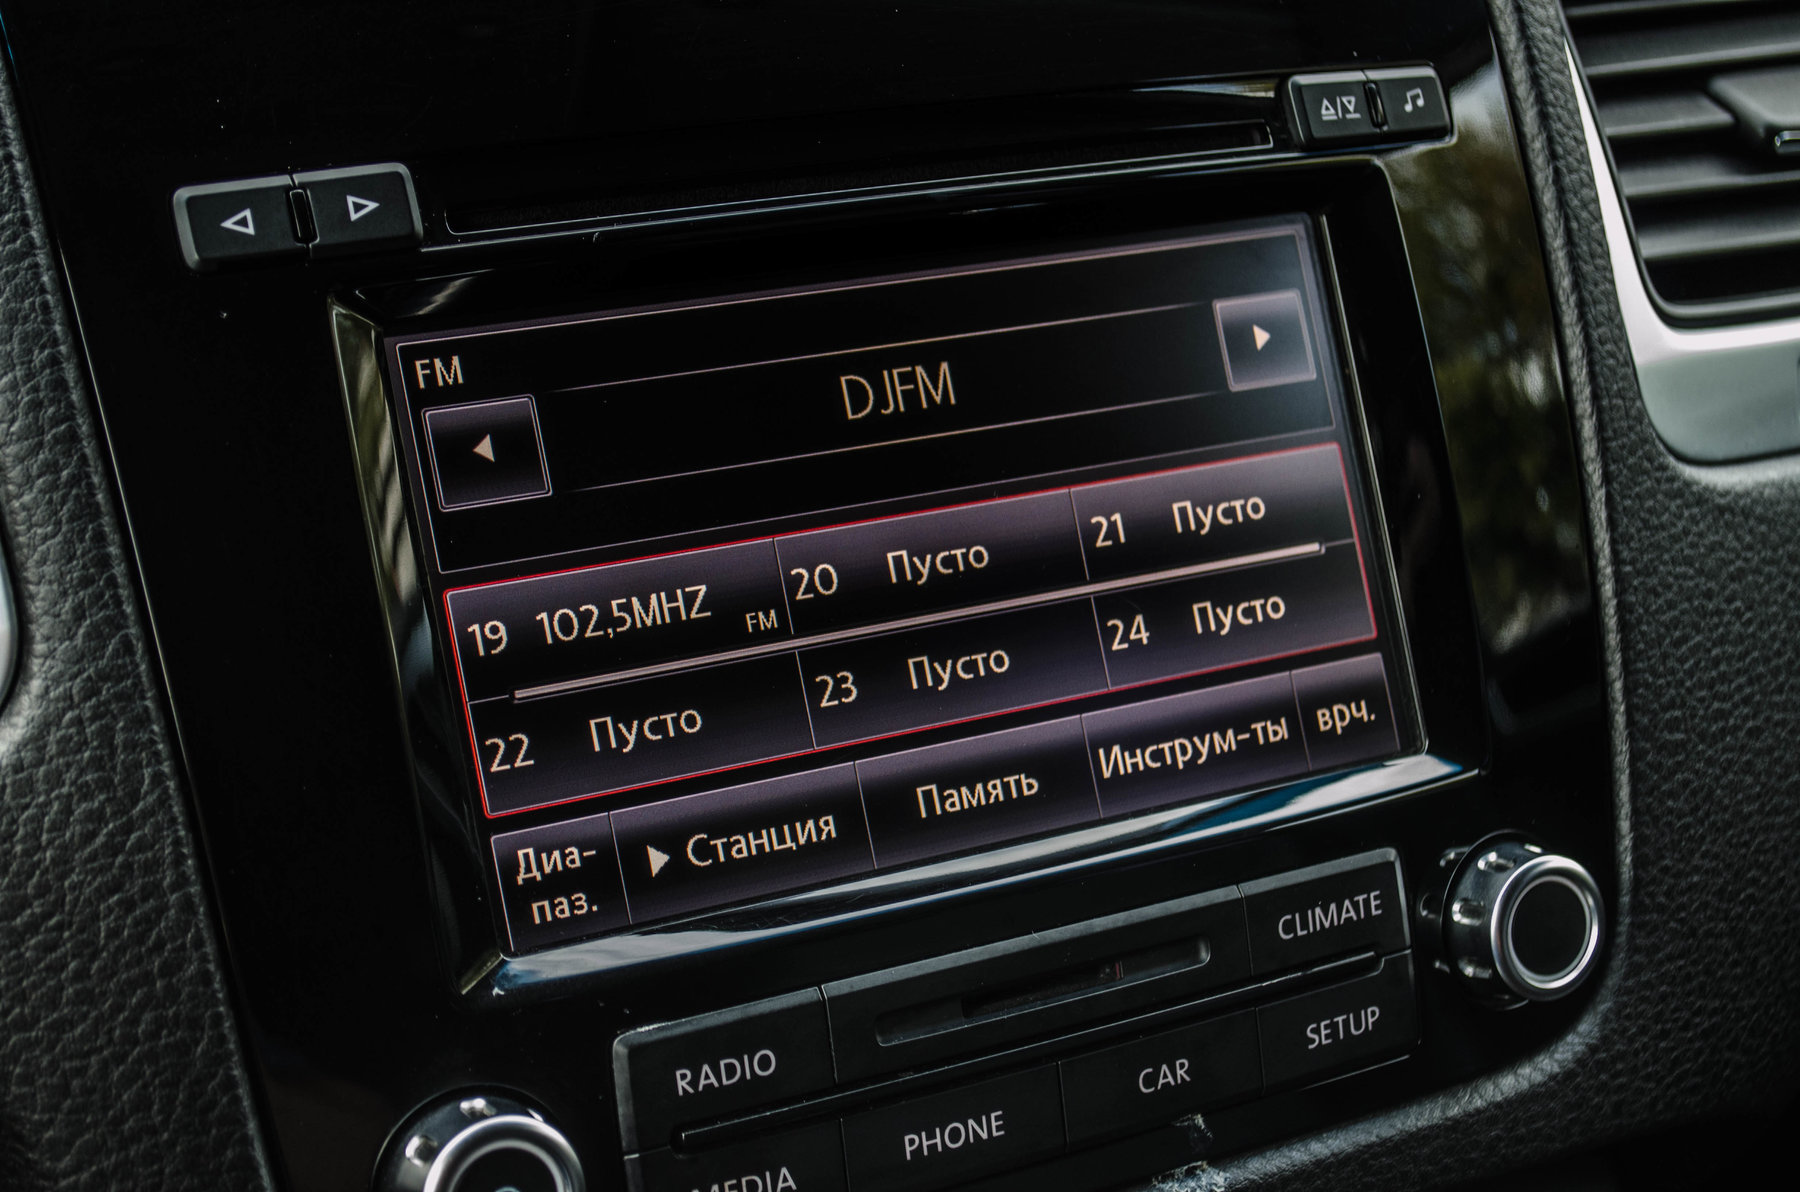 FM
DJFM
19 102,5MHZ FM
20 Пусто
21 Пусто
22 Пусто
23 Пусто
24 Пусто
Диа-
паз.
Станция
Память
Инструм-ты
врч.
CLIMATE
RADIO
SETUP
CAR
PHONE
MEDIA